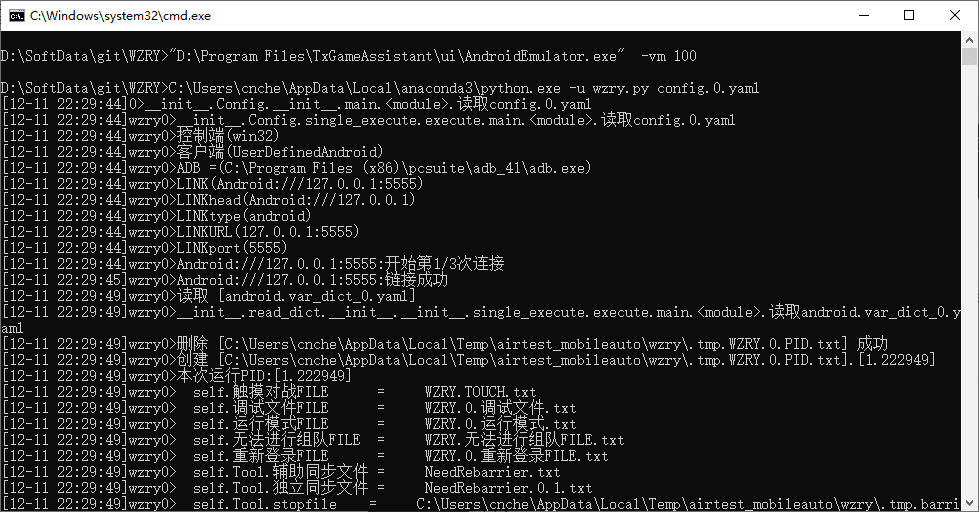 C:\Windows\system32\cmd.exe
D:\SoftData\git\WZRY>"D:\Program Files\TxGameAssistant\ui\AndroidEmulator.exe"  -vm 100
D:\SoftData\git\WZRY>C:\Users\cnche\AppData\Local\anaconda3\python.exe -u wzry.py config.0.yaml
[12-11 22:29:44]0>__init__.Config.__init__.main.<module>.读取config.0.yaml
[12-11 22:29:44]wzry0>__init__.Config.single_execute.execute.main.<module>.读取config.0.yaml
[12-11 22:29:44]wzry0>控制端(win32)
[12-11 22:29:44]wzry0>客户端(UserDefinedAndroid)
[12-11 22:29:44]wzry0>ADB =(C:\Program Files (x86)\pcsuite\adb_41\adb.exe)
[12-11 22:29:44]wzry0>LINK(Android:///127.0.0.1:5555)
[12-11 22:29:44]wzry0>LINKhead(Android:///127.0.0.1)
[12-11 22:29:44]wzry0>LINKtype(android)
[12-11 22:29:44]wzry0>LINKURL(127.0.0.1:5555)
[12-11 22:29:44]wzry0>LINKport(5555)
[12-11 22:29:44]wzry0>Android:///127.0.0.1:5555:开始第1/3次连接
[12-11 22:29:45]wzry0>Android:///127.0.0.1:5555:链接成功
[12-11 22:29:49]wzry0>读取 [android.var_dict_0.yaml]
[12-11 22:29:49]wzry0>__init__.read_dict.__init__.__init__.single_execute.execute.main.<module>.读取android.var_dict_0.y
aml
[12-11 22:29:49]wzry0>删除 [C:\Users\cnche\AppData\Local\Temp\airtest_mobileauto\wzry\.tmp.WZRY.0.PID.txt] 成功
[12-11 22:29:49]wzry0>创建 [C:\Users\cnche\AppData\Local\Temp\airtest_mobileauto\wzry\.tmp.WZRY.0.PID.txt].[1.222949]
[12-11 22:29:49]wzry0>本次运行PID:[1.222949]
[12-11 22:29:49]wzry0>  self.触摸对战FILE      =     WZRY.TOUCH.txt
[12-11 22:29:49]wzry0>  self.调试文件FILE      =     WZRY.0.调试文件.txt
[12-11 22:29:49]wzry0>  self.运行模式FILE      =     WZRY.0.运行模式.txt
[12-11 22:29:49]wzry0>  self.无法进行组队FILE  =     WZRY.无法进行组队FILE.txt
[12-11 22:29:49]wzry0>  self.重新登录FILE      =     WZRY.0.重新登录FILE.txt
[12-11 22:29:49]wzry0>  self.Tool.辅助同步文件 =     NeedRebarrier.txt
[12-11 22:29:49]wzry0>  self.Tool.独立同步文件 =     NeedRebarrier.0.1.txt
[12-11 22:29:49]wzry0>  self.Tool.stopfile    =     C:\Users\cnche\AppData\Local\Temp\airtest_mobileauto\wzry\.tmp.barri